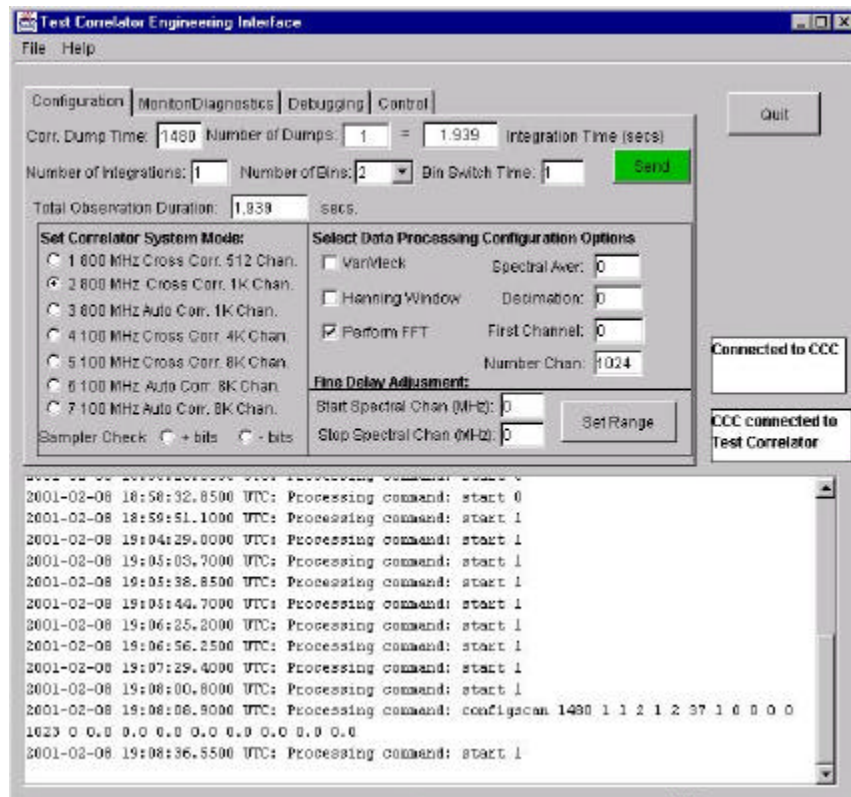 Test Correlator Engineering Interface
File Help
Configuration Monitor/Diagnostics Debugging Control
Quit
Corr. Dump Time: 1480 Number of Dumps: 1 = 1.939 Integration Time (secs)
Number of Integrations: 1 Number of Bins: 2 Bin Switch Time: 1 Send
Total Observation Duration: 1.939 secs.
Set Correlator System Mode:
1 800 MHz Cross Corr. 512 Chan.
2 800 MHz Cross Corr. 1K Chan.
3 800 MHz Auto Corr. 1K Chan.
4 100 MHz Cross Corr. 4K Chan.
5 100 MHz Cross Corr. 8K Chan.
6 100 MHz Auto Corr. 8K Chan.
7 100 MHz Auto Corr. 8K Chan.
Sampler Check + bits - bits
Select Data Processing Configuration Options
VanVleck Spectral Aver: 0
Hanning Window Decimation: 0
Perform FFT First Channel: 0
Number Chan: 1024
Fine Delay Adjusment:
Start Spectral Chan (MHz): 0
Stop Spectral Chan (MHz): 0
Set Range
Connected to CCC
CCC connected to
Test Correlator
2001-02-08 18:58:32.8500 UTC: Processing command: start 0
2001-02-08 18:59:51.1000 UTC: Processing command: start 1
2001-02-08 19:04:29.0000 UTC: Processing command: start 1
2001-02-08 19:05:03.7000 UTC: Processing command: start 1
2001-02-08 19:05:38.8500 UTC: Processing command: start 1
2001-02-08 19:05:44.7000 UTC: Processing command: start 1
2001-02-08 19:06:25.2000 UTC: Processing command: start 1
2001-02-08 19:06:56.2500 UTC: Processing command: start 1
2001-02-08 19:07:29.4000 UTC: Processing command: start 1
2001-02-08 19:08:00.8000 UTC: Processing command: start 1
2001-02-08 19:08:08.9000 UTC: Processing command: configscan 1480 1 1 2 1 2 37 1 0 0 0 0
1023 0 0.0 0.0 0.0 0.0 0.0 0.0 0.0 0.0
2001-02-08 19:08:36.5500 UTC: Processing command: start 1